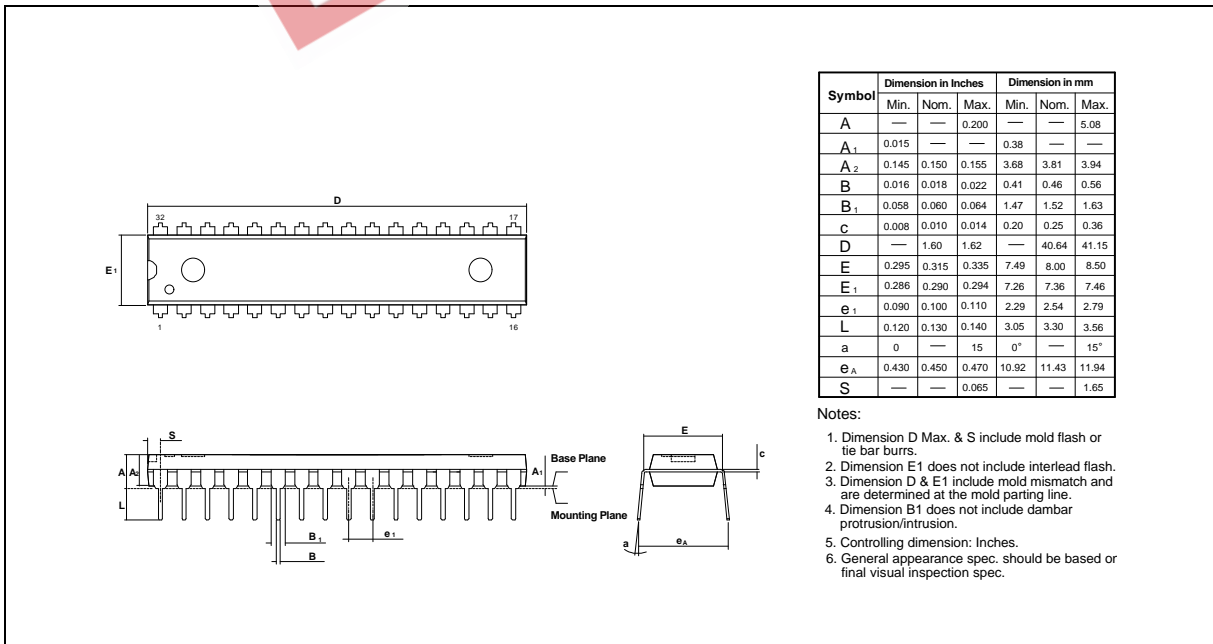 D
32 17
E1
1 16
S
E
Base Plane
c
A A2 A1
L
Mounting Plane
B1 e1
B
a eA
Symbol Dimension in Inches Dimension in mm
Min. Nom. Max. Min. Nom. Max.
A — — 0.200 — — 5.08
A1 0.015 — — 0.38 — —
A2 0.145 0.150 0.155 3.68 3.81 3.94
B 0.016 0.018 0.022 0.41 0.46 0.56
B1 0.058 0.060 0.064 1.47 1.52 1.63
c 0.008 0.010 0.014 0.20 0.25 0.36
D — 1.60 1.62 — 40.64 41.15
E 0.295 0.315 0.335 7.49 8.00 8.50
E1 0.286 0.290 0.294 7.26 7.36 7.46
e1 0.090 0.100 0.110 2.29 2.54 2.79
L 0.120 0.130 0.140 3.05 3.30 3.56
a 0 — 15 0° — 15°
eA 0.430 0.450 0.470 10.92 11.43 11.94
S — — 0.065 — — 1.65
Notes:
1. Dimension D Max. & S include mold flash or
tie bar burrs.
2. Dimension E1 does not include interlead flash.
3. Dimension D & E1 include mold mismatch and
are determined at the mold parting line.
4. Dimension B1 does not include dambar
protrusion/intrusion.
5. Controlling dimension: Inches.
6. General appearance spec. should be based or
final visual inspection spec.